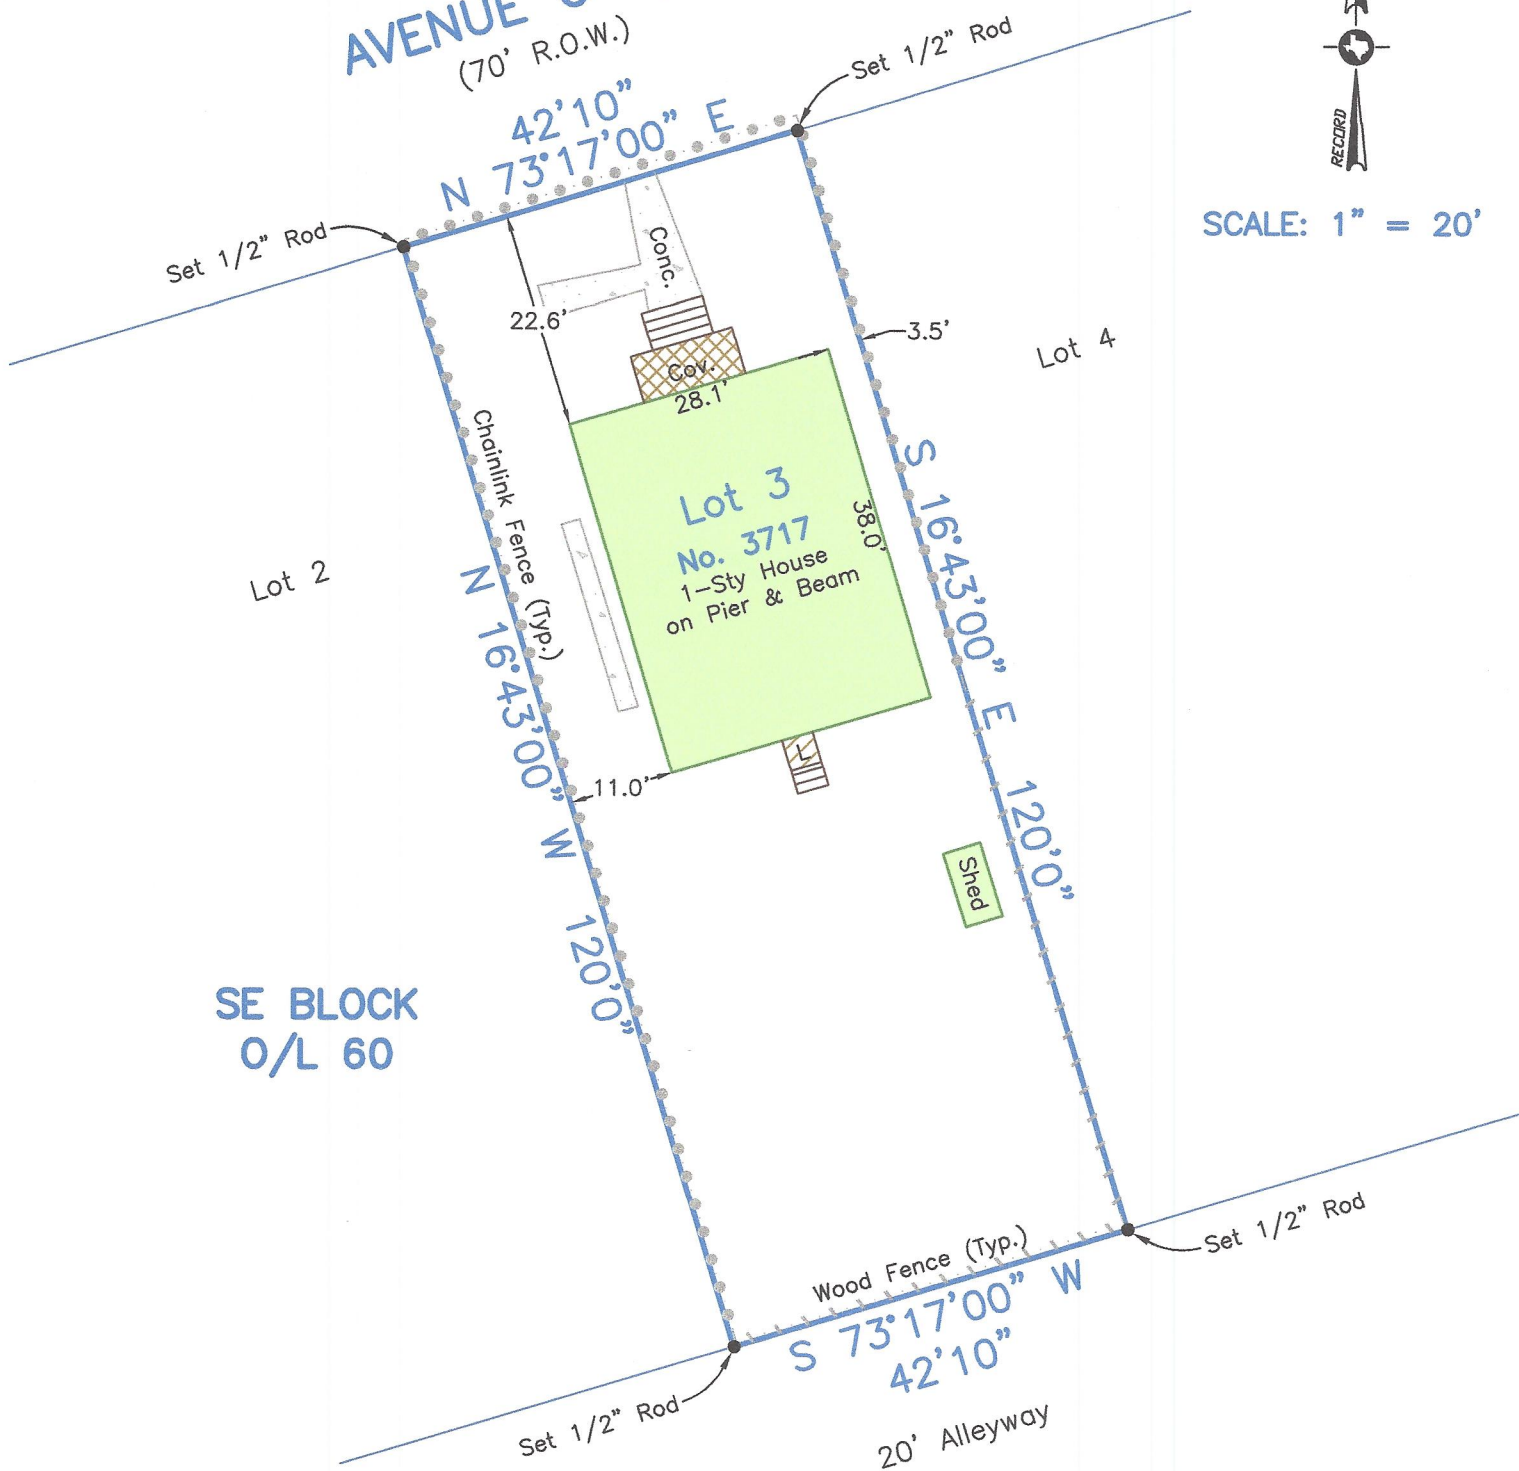 AVENUE
(70' R.O.W.)
Set 1/2" Rod
42'10"
N 73°17'00" E
Set 1/2" Rod
RECORD
SCALE: 1" = 20'
Conc.
22.6'
3.5'
Lot 4
Cov.
28.1'
Chainlink Fence (Typ.)
Lot 3
No. 3717
1-Sty House
on Pier & Beam
38.0'
Lot 2
S 16°43'00" E 120'0"
N 16°43'00" W 120'0"
11.0'
L
Shed
SE BLOCK
O/L 60
Wood Fence (Typ.)
Set 1/2" Rod
S 73°17'00" W
42'10"
Set 1/2" Rod
20' Alleyway